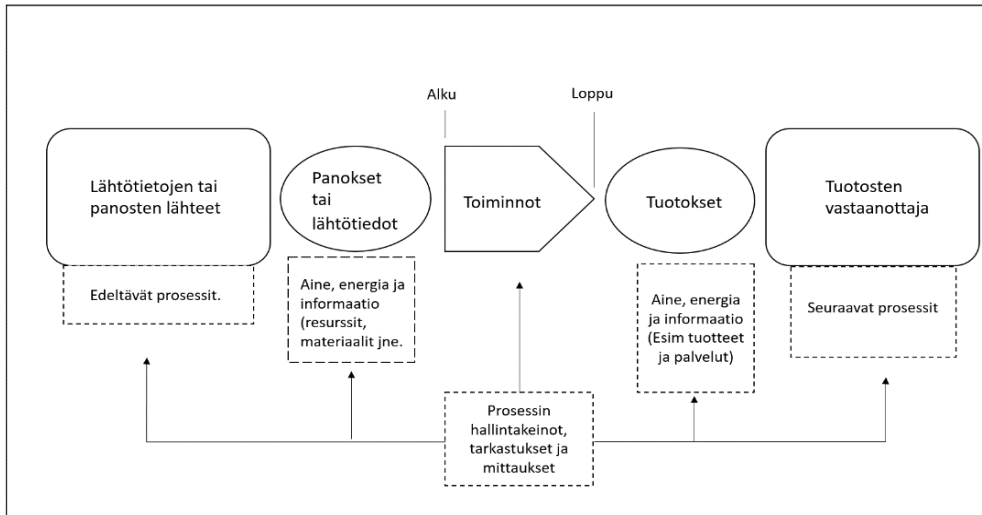 Alku
Loppu
Lähtötietojen tai
panosten lähteet
Panokset
tai
lähtötiedot
Toiminnot
Tuotokset
Tuotosten
vastaanottaja
Edeltävät prosessit.
Aine, energia ja
informaatio
(resurssit,
materiaalit jne.
Aine, energia
ja informaatio
(Esim tuotteet
ja palvelut)
Seuraavat prosessit
Prosessin
hallintakeinot,
tarkastukset ja
mittaukset